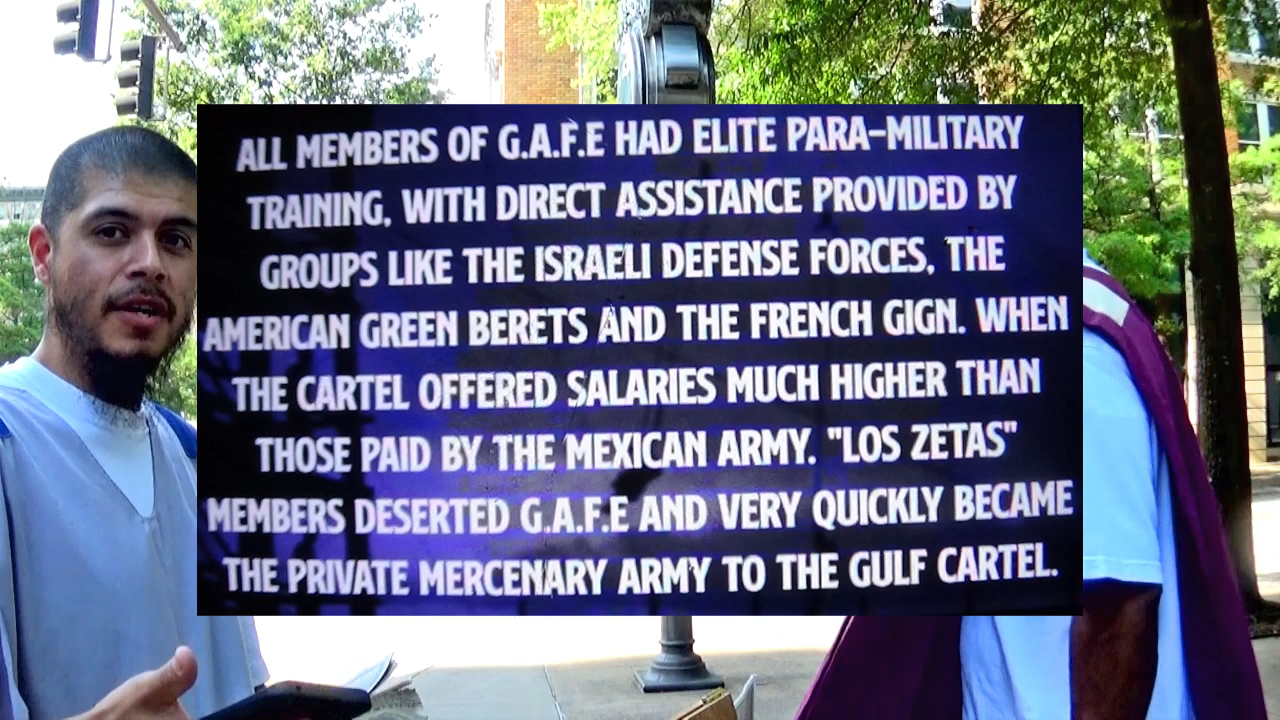 ALL MEMBERS OF G.A.F.E HAD ELITE PARA-MILITARY
TRAINING, WITH DIRECT ASSISTANCE PROVIDED BY
GROUPS LIKE THE ISRAELI DEFENSE FORCES, THE
AMERICAN GREEN BERETS AND THE FRENCH GIGN. WHEN
THE CARTEL OFFERED SALARIES MUCH HIGHER THAN
THOSE PAID BY THE MEXICAN ARMY. "LOS ZETAS"
MEMBERS DESERTED G.A.F.E AND VERY QUICKLY BECAME
THE PRIVATE MERCENARY ARMY TO THE GULF CARTEL.